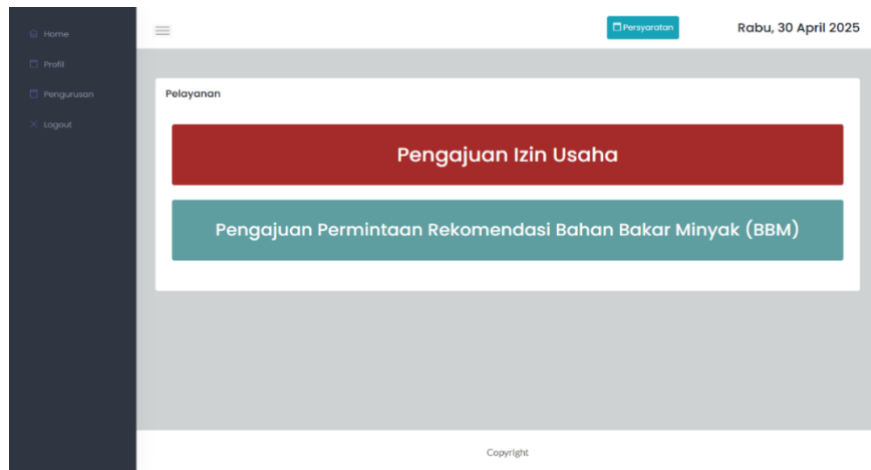 Home
Profil
Pengurusan
Logout
Persyaratan
Rabu, 30 April 2025
Pelayanan
Pengajuan Izin Usaha
Pengajuan Permintaan Rekomendasi Bahan Bakar Minyak (BBM)
Copyright